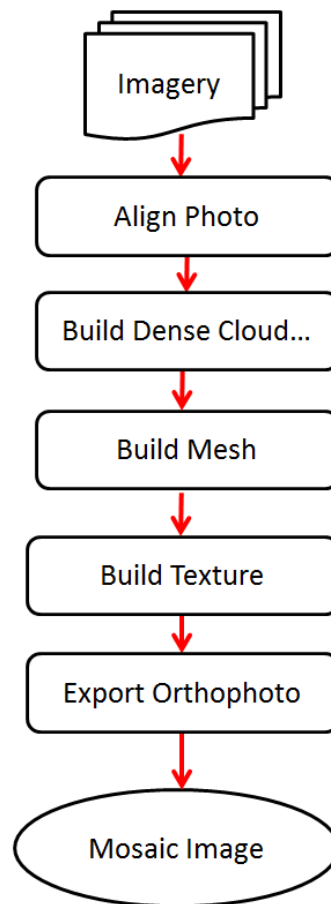 Imagery
Align Photo
Build Dense Cloud...
Build Mesh
Build Texture
Export Orthophoto
Mosaic Image